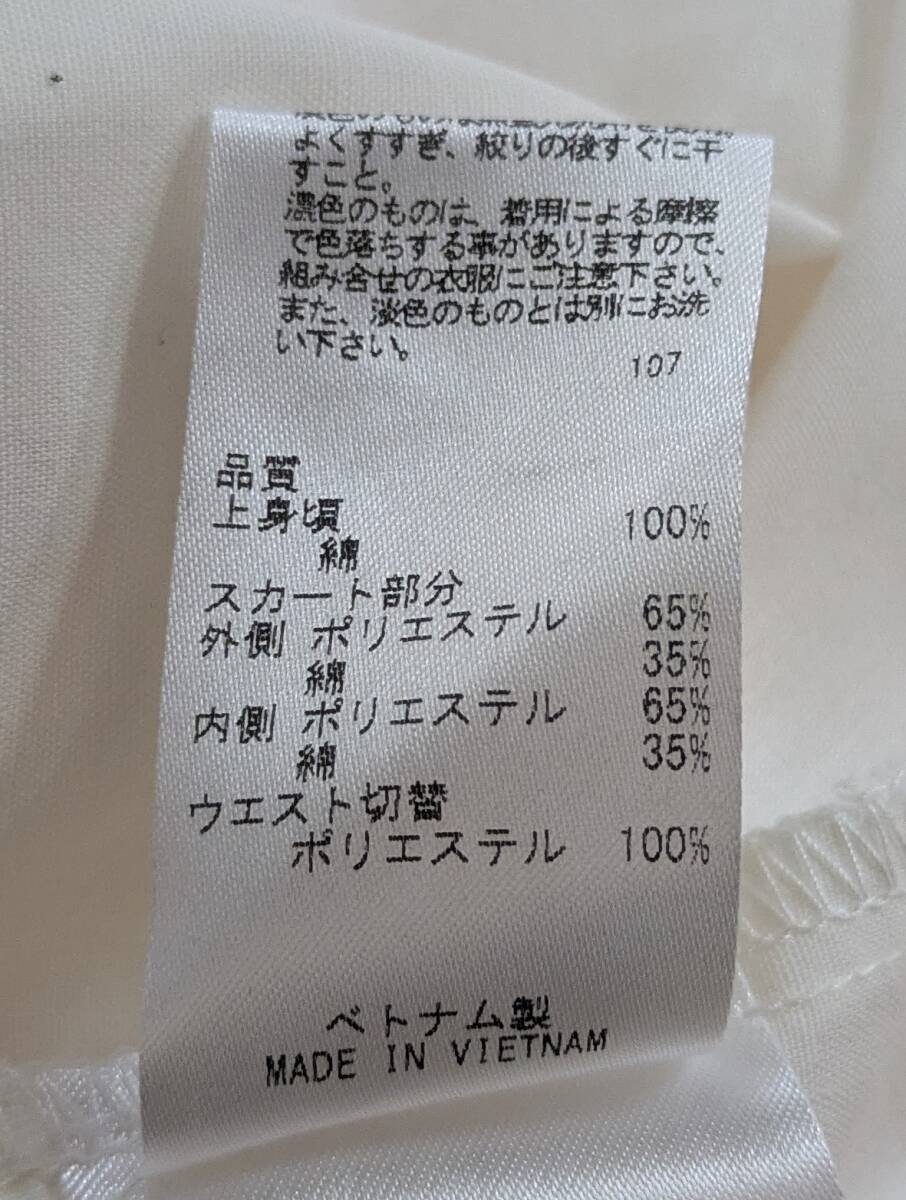 よくすすぎ、絞りの後すぐに干
すこと。
濃色のものは、着用による摩擦
で色落ちする事がありますので、
組み合せの衣服にご注意下さい。
また、淡色のものとは別にお洗
い下さい。
107
品質
上身頃
綿 100%
スカート部分
外側 ポリエステル 65%
綿 35%
内側 ポリエステル 65%
綿 35%
ウエスト切替
ポリエステル 100%
ベトナム製
MADE IN VIETNAM